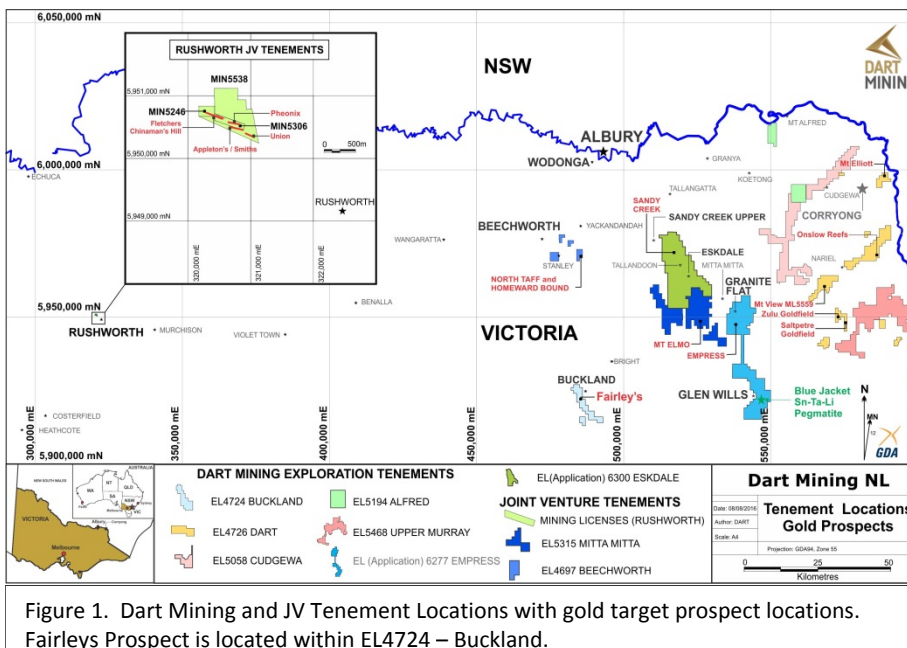 6,050,000 mN
RUSHWORTH JV TENEMENTS
MIN5538
5,951,000 mN
MIN5246
Pheonix
Fletchers
MIN5306
Chinaman's Hill
Union
Appleton's / Smiths
5,950,000 mN
0 500m
RUSHWORTH
5,949,000 mN
320,000 mE
321,000 mE
322,000 mE
NSW
DART
MINING
MT ALFRED
ALBURY
6,000,000 mN
WODONGA
GRANYA
Mt Elliott
ECHUCA
KOETONG
TALLANGATTA
CUDGEWA
SANDY
CREEK
CORRYONG
SANDY CREEK UPPER
BEECHWORTH
YACKANDANDAH
Onslow Reefs
WANGARATTA
ESKDALE
STANLEY
TALLANDOON
MITTA MITTA
NARIEL
NORTH TAFF and
HOMEWARD BOUND
GRANITE
FLAT
BENALLA
Mt View ML5559
5,950,000 mN
Zulu Goldfield
VICTORIA
Saltpetre
Goldfield
RUSHWORTH
MURCHISON
VIOLET TOWN
MT ELMO
EMPRESS
BRIGHT
BUCKLAND
Fairley's
GLEN WILLS
Blue Jacket
Sn-Ta-Li
Pegmatite
N
MN
12
GDA
COSTERFIELD
HEATHCOTE
5,900,000 mN
300,000 mE
350,000 mE
400,000 mE
450,000 mE
500,000 mE
550,000 mE
NEW SOUTH WALES
VICTORIA
Melbourne
AUSTRALIA
WA
NT
QLD
SA
NSW
VIC
DART MINING EXPLORATION TENEMENTS
EL4724 BUCKLAND
EL4726 DART
EL5058 CUDGEWA
EL5194 ALFRED
EL5468 UPPER MURRAY
EL (Application) 6277 EMPRESS
EL(Application) 6300 ESKDALE
JOINT VENTURE TENEMENTS
MINING LICENSES (RUSHWORTH)
EL5315 MITTA MITTA
EL4697 BEECHWORTH
Dart Mining NL
Date: 08/08/2016
Author: DART
Scale: A4
Tenement Locations
Gold Prospects
Projection: GDA94, Zone 55
0 25 50
Kilometres
Figure 1. Dart Mining and JV Tenement Locations with gold target prospect locations.
Fairleys Prospect is located within EL4724 – Buckland.